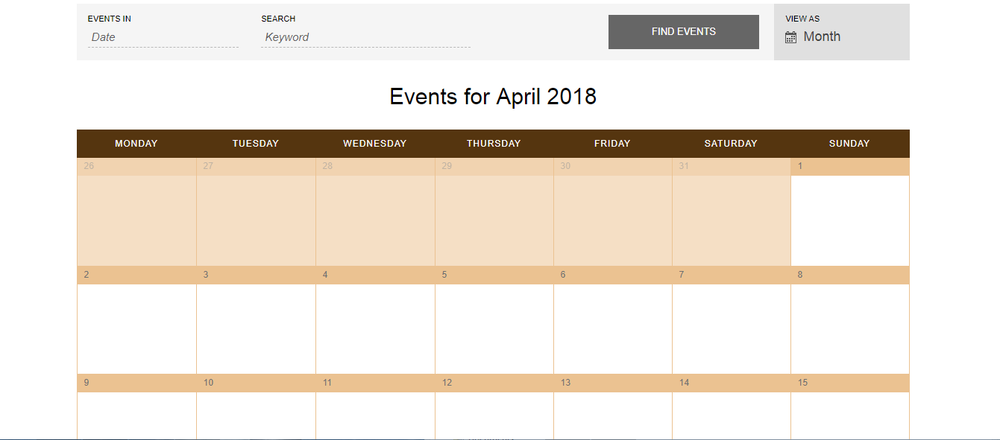 EVENTS IN SEARCH VIEW AS
Date Keyword FIND EVENTS Month
Events for April 2018
MONDAY TUESDAY WEDNESDAY THURSDAY FRIDAY SATURDAY SUNDAY
26 27 28 29 30 31 1
2 3 4 5 6 7 8
9 10 11 12 13 14 15